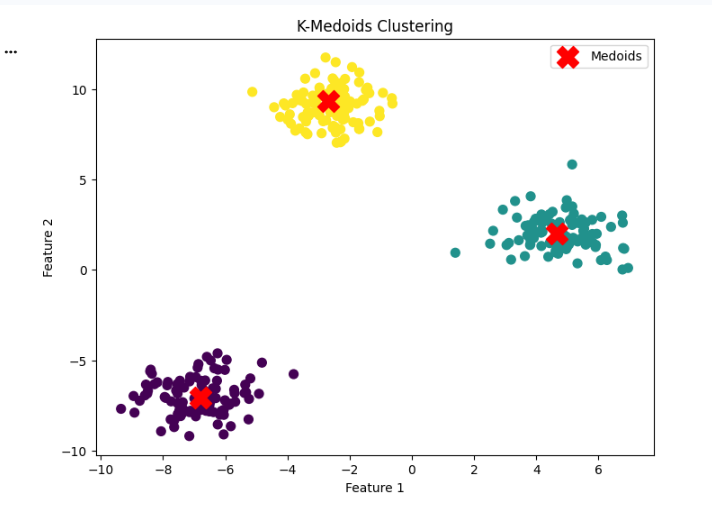 K-Medoids Clustering
...
Medoids
10
5
0
−5
−10
Feature 2
−10 −8 −6 −4 −2 0 2 4 6
Feature 1